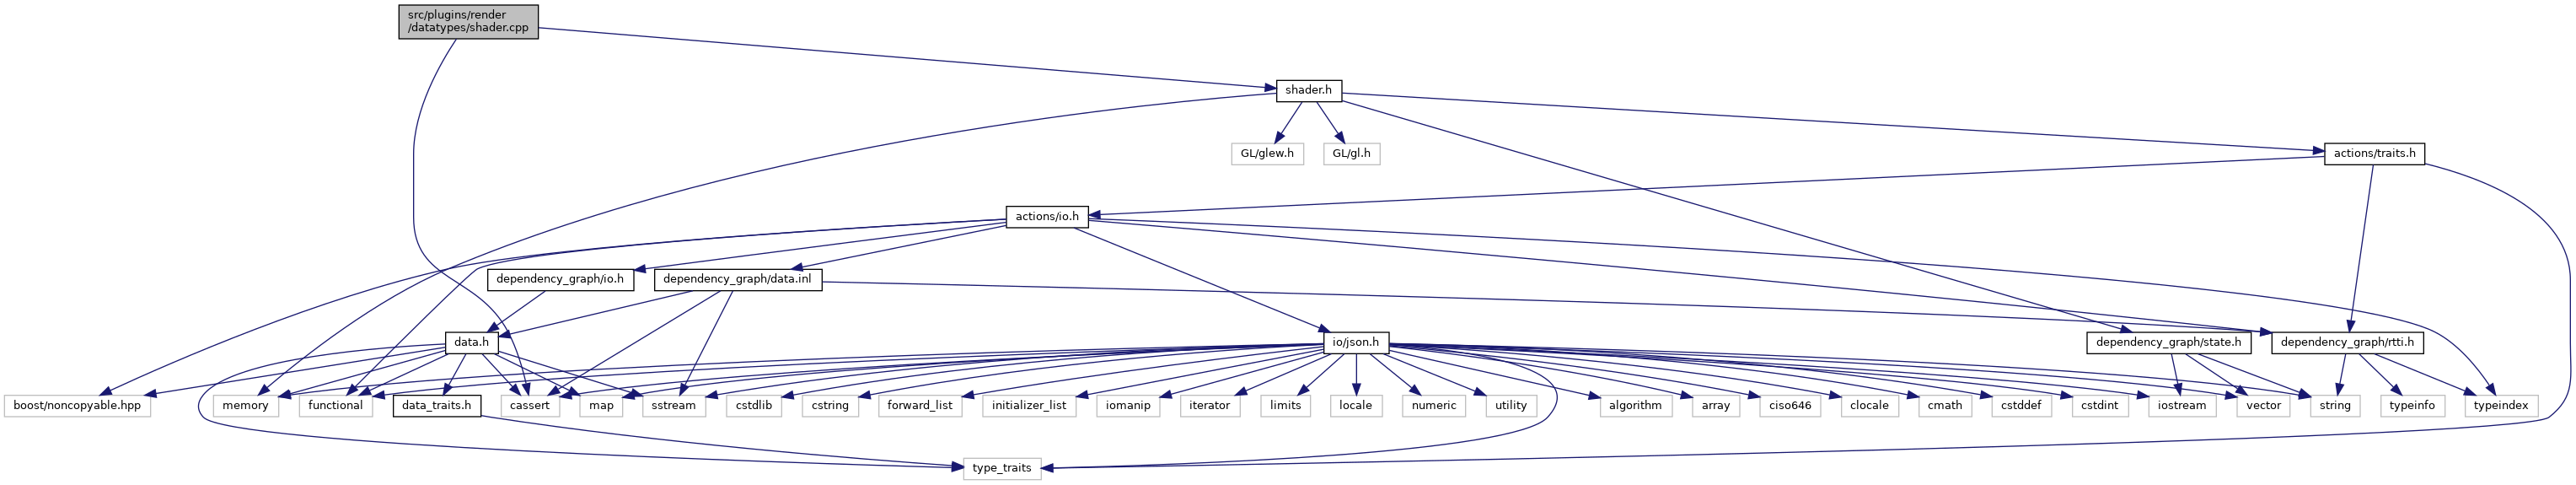 src/plugins/render
/datatypes/shader.cpp
shader.h
GL/glew.h
GL/gl.h
actions/traits.h
actions/io.h
dependency_graph/io.h
dependency_graph/data.inl
data.h
io/json.h
dependency_graph/state.h
dependency_graph/rtti.h
boost/noncopyable.hpp
memory
functional
data_traits.h
cassert
map
sstream
cstdlib
cstring
forward_list
initializer_list
iomanip
iterator
limits
locale
numeric
utility
algorithm
array
ciso646
clocale
cmath
cstddef
cstdint
iostream
vector
string
typeinfo
typeindex
type_traits